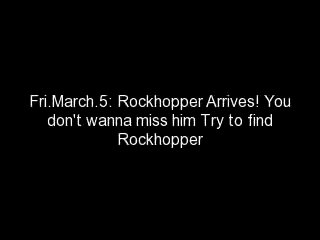 Fri.March.5: Rockhopper Arrives! You
don't wanna miss him Try to find
Rockhopper